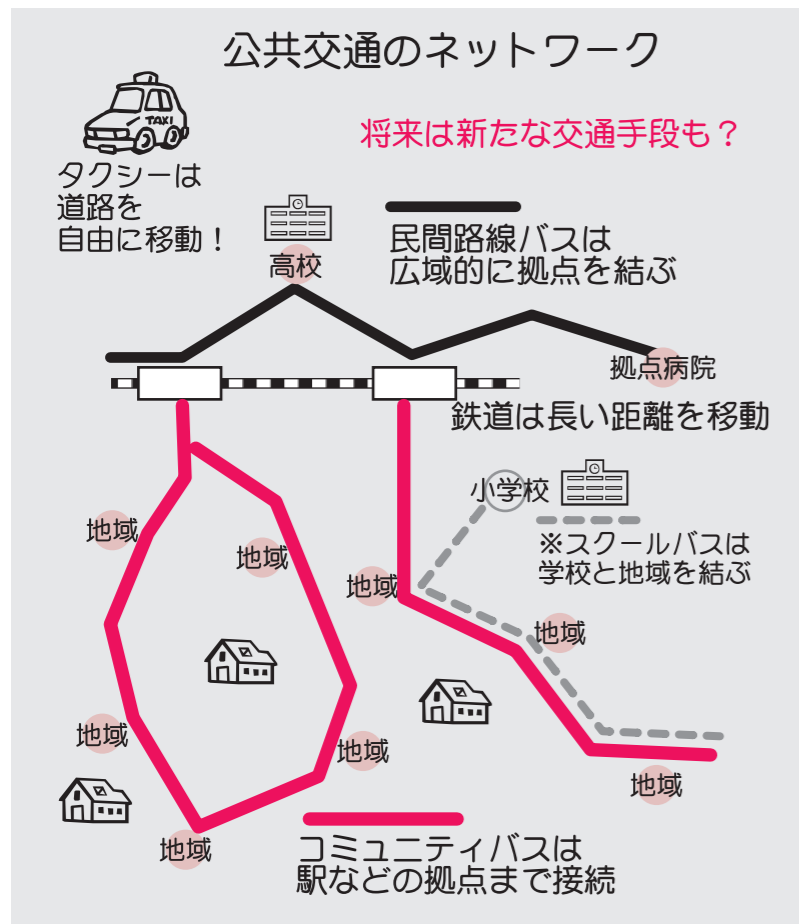 公共交通のネットワーク
TAXI
将来は新たな交通手段も？
タクシーは
道路を
自由に移動！
高校
民間路線バスは
広域的に拠点を結ぶ
拠点病院
鉄道は長い距離を移動
小学校
※スクールバスは
学校と地域を結ぶ
地域
地域
地域
地域
地域
地域
地域
地域
コミュニティバスは
駅などの拠点まで接続